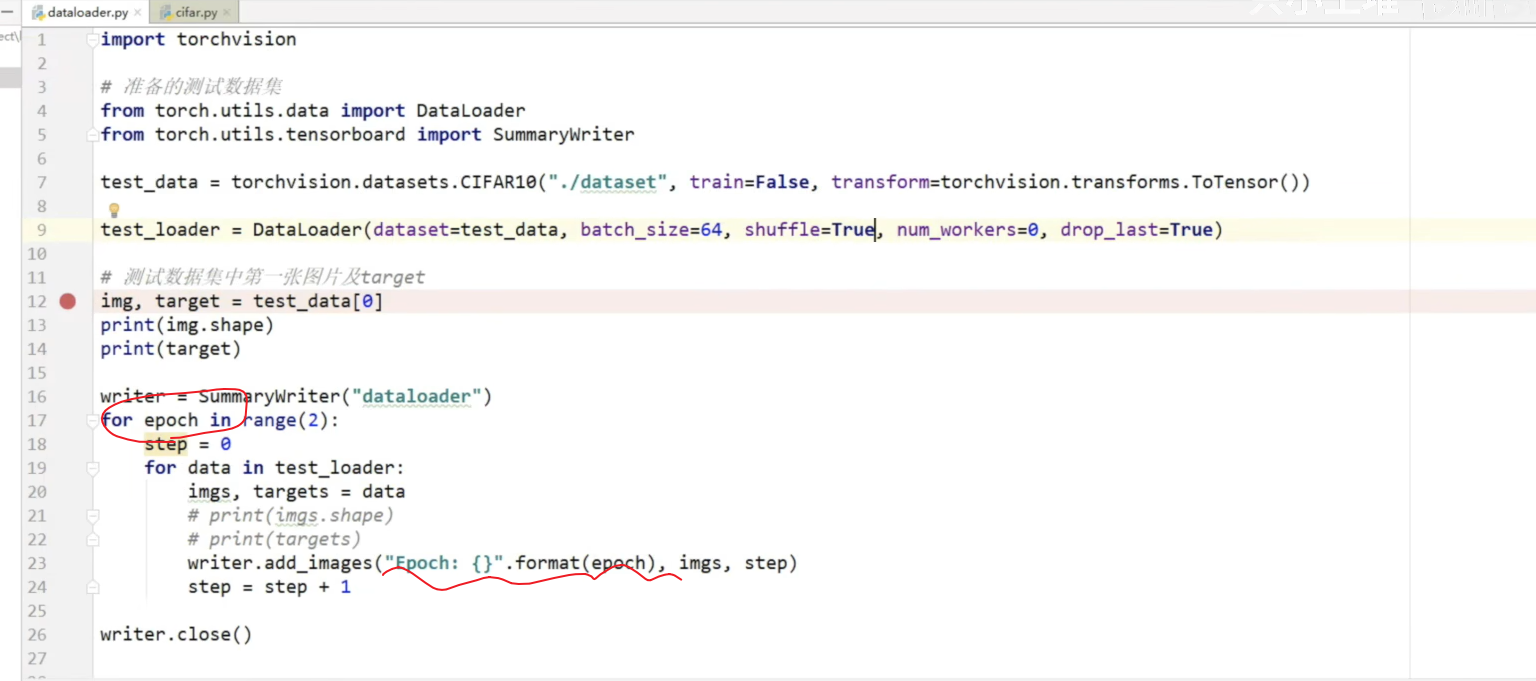 dataloader.py cifar.py
1 import torchvision
2
3 # 准备的测试数据集
4 from torch.utils.data import DataLoader
5 from torch.utils.tensorboard import SummaryWriter
6
7 test_data = torchvision.datasets.CIFAR10("./dataset", train=False, transform=torchvision.transforms.ToTensor())
8
9 test_loader = DataLoader(dataset=test_data, batch_size=64, shuffle=True, num_workers=0, drop_last=True)
10
11 # 测试数据集中第一张图片及target
12 img, target = test_data[0]
13 print(img.shape)
14 print(target)
15
16 writer = SummaryWriter("dataloader")
17 for epoch in range(2):
18 step = 0
19 for data in test_loader:
20 imgs, targets = data
21 # print(imgs.shape)
22 # print(targets)
23 writer.add_images("Epoch: {}".format(epoch), imgs, step)
24 step = step + 1
25
26 writer.close()
27